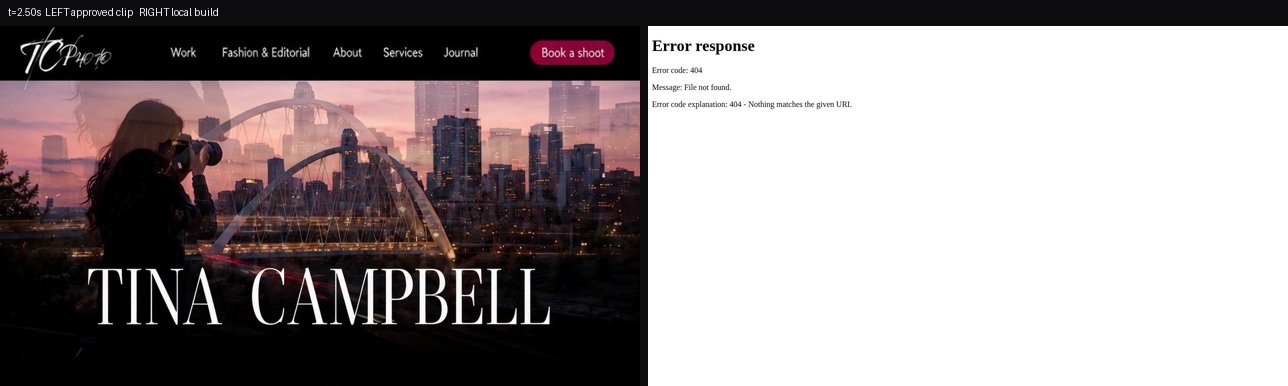 t=2.50s LEFT approved clip RIGHT local build
TCPHOTO
Work
Fashion & Editorial
About
Services
Journal
Book a shoot
TINA CAMPBELL
Error response
Error code: 404
Message: File not found.
Error code explanation: 404 - Nothing matches the given URI.